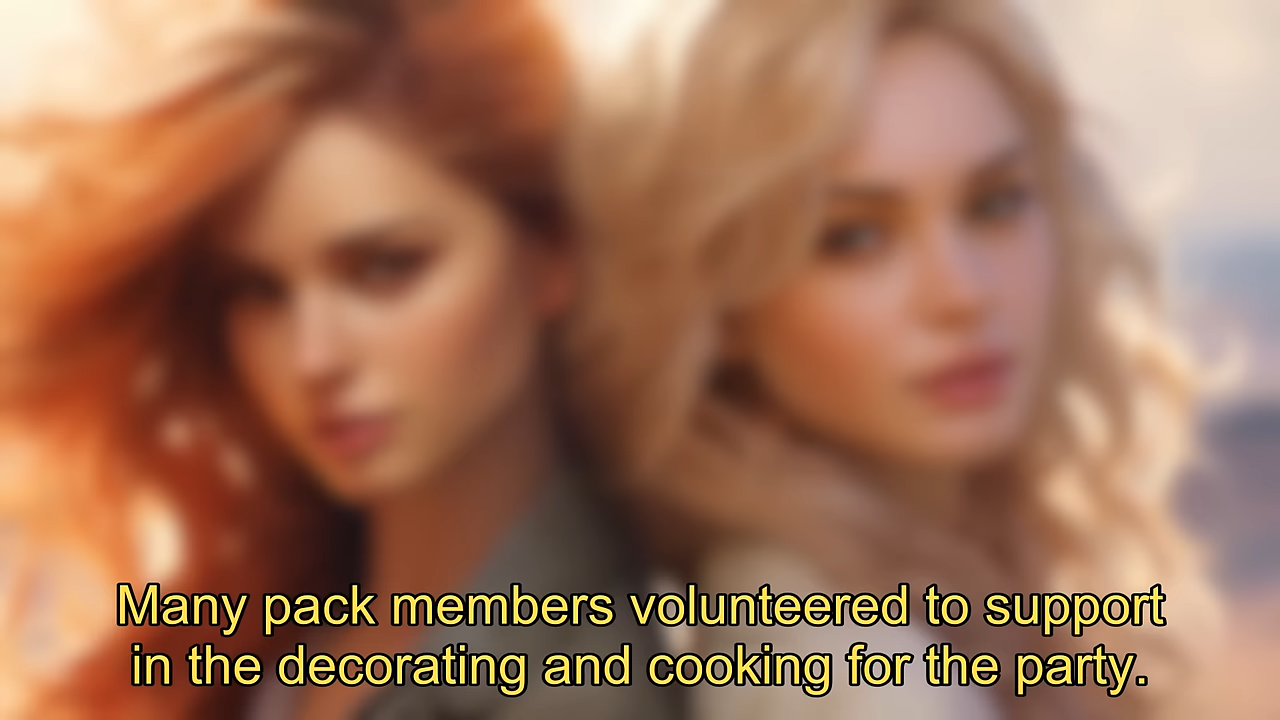 Many pack members volunteered to support
in the decorating and cooking for the party.